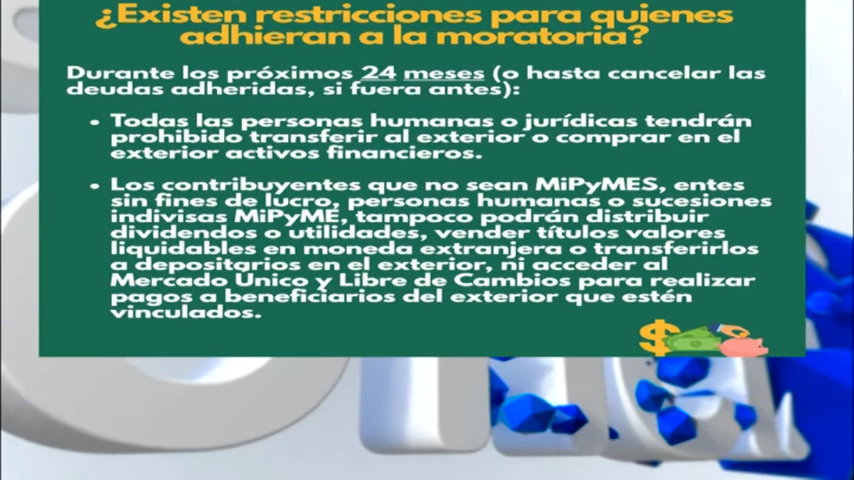 ¿Existen restricciones para quienes
adhieran a la moratoria?
Durante los próximos 24 meses (o hasta cancelar las
deudas adheridas, si fuera antes):
• Todas las personas humanas o jurídicas tendrán
prohibido transferir al exterior o comprar en el
exterior activos financieros.
• Los contribuyentes que no sean MiPyMES, entes
sin fines de lucro, personas humanas o sucesiones
indivisas MiPyME, tampoco podrán distribuir
dividendos o utilidades, vender títulos valores
liquidables en moneda extranjera o transferirlos
a depositarios en el exterior, ni acceder al
Mercado Único y Libre de Cambios para realizar
pagos a beneficiarios del exterior que estén
vinculados.